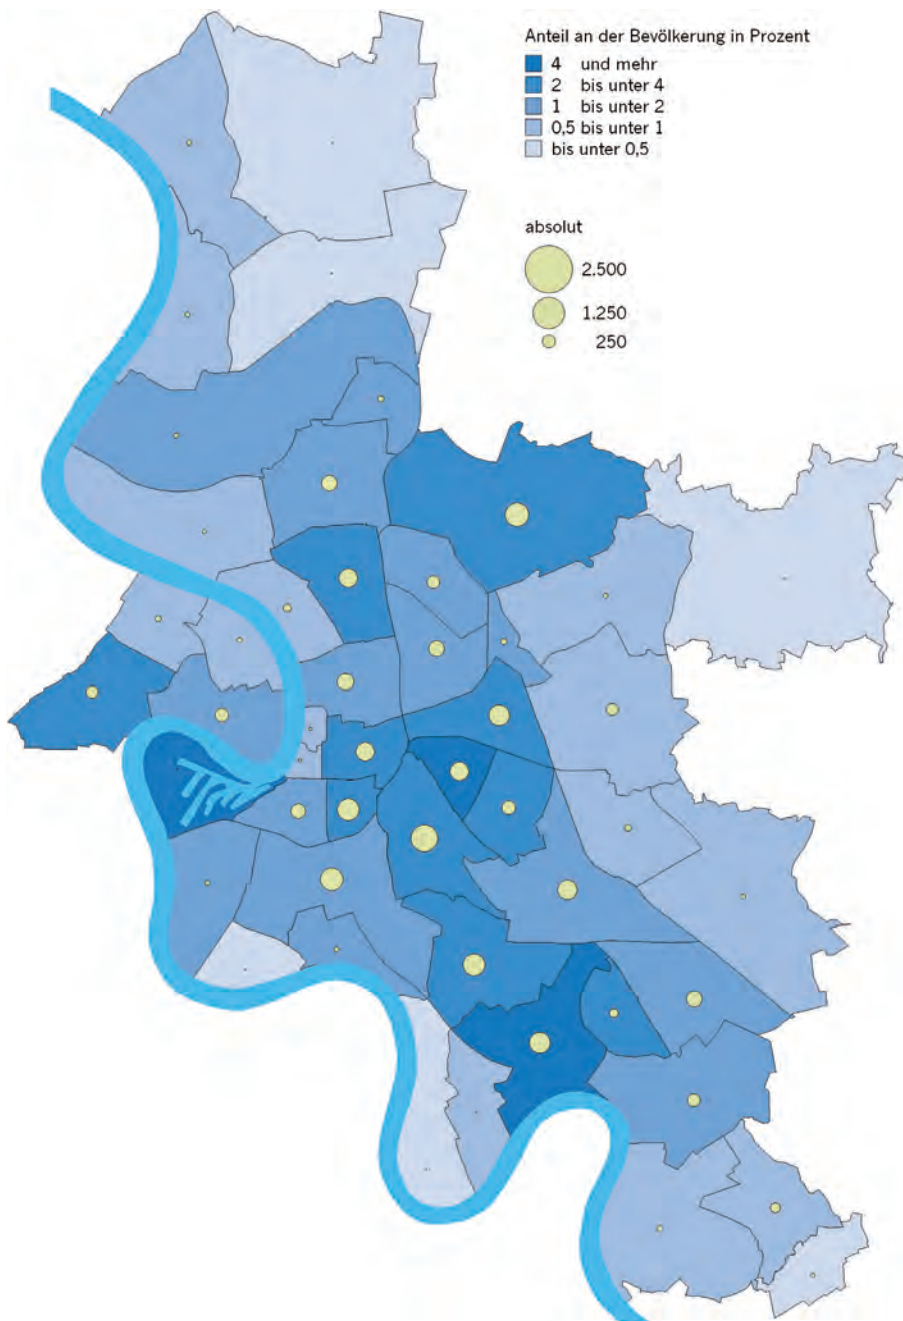 Anteil an der Bevölkerung in Prozent
4 und mehr
2 bis unter 4
1 bis unter 2
0,5 bis unter 1
bis unter 0,5
absolut
2.500
1.250
250